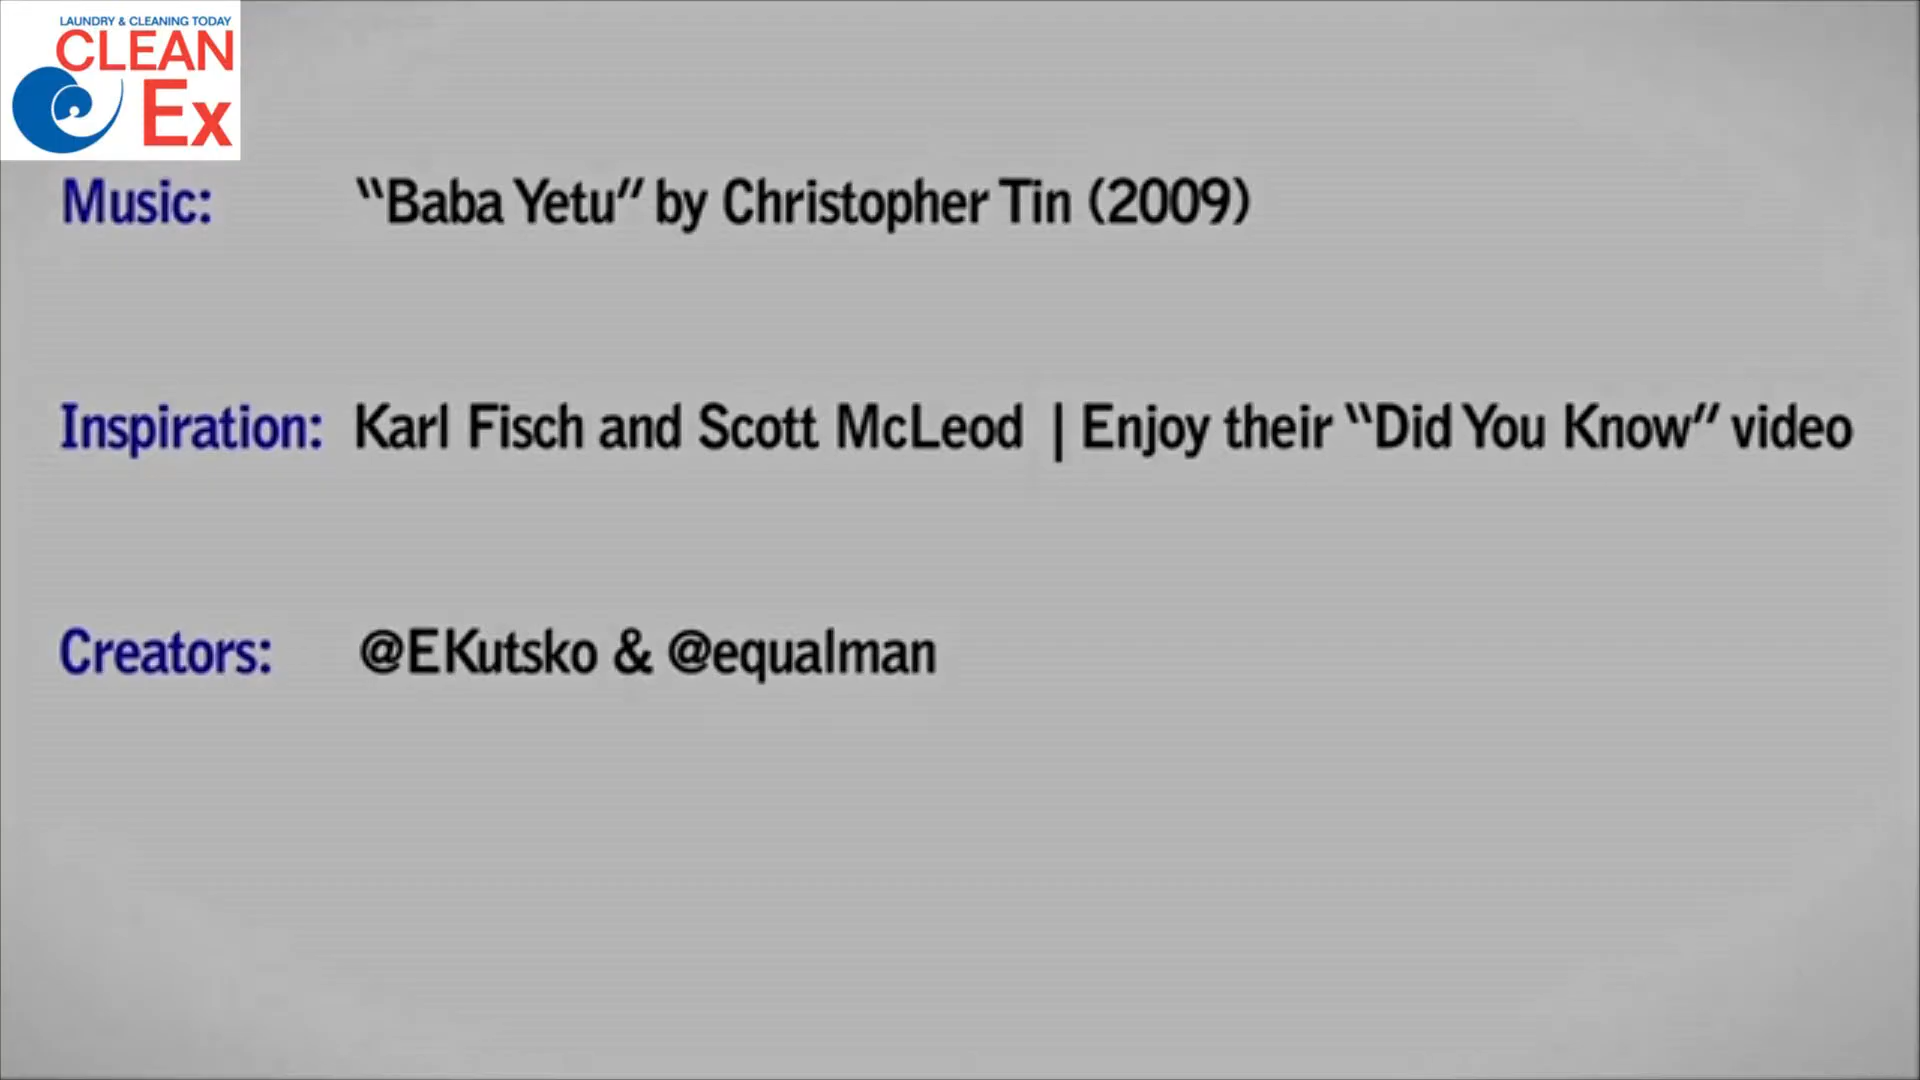 LAUNDRY & CLEANING TODAY
CLEAN
Ex
Music: “Baba Yetu” by Christopher Tin (2009)
Inspiration: Karl Fisch and Scott McLeod | Enjoy their “Did You Know” video
Creators: @EKutsko & @equalman